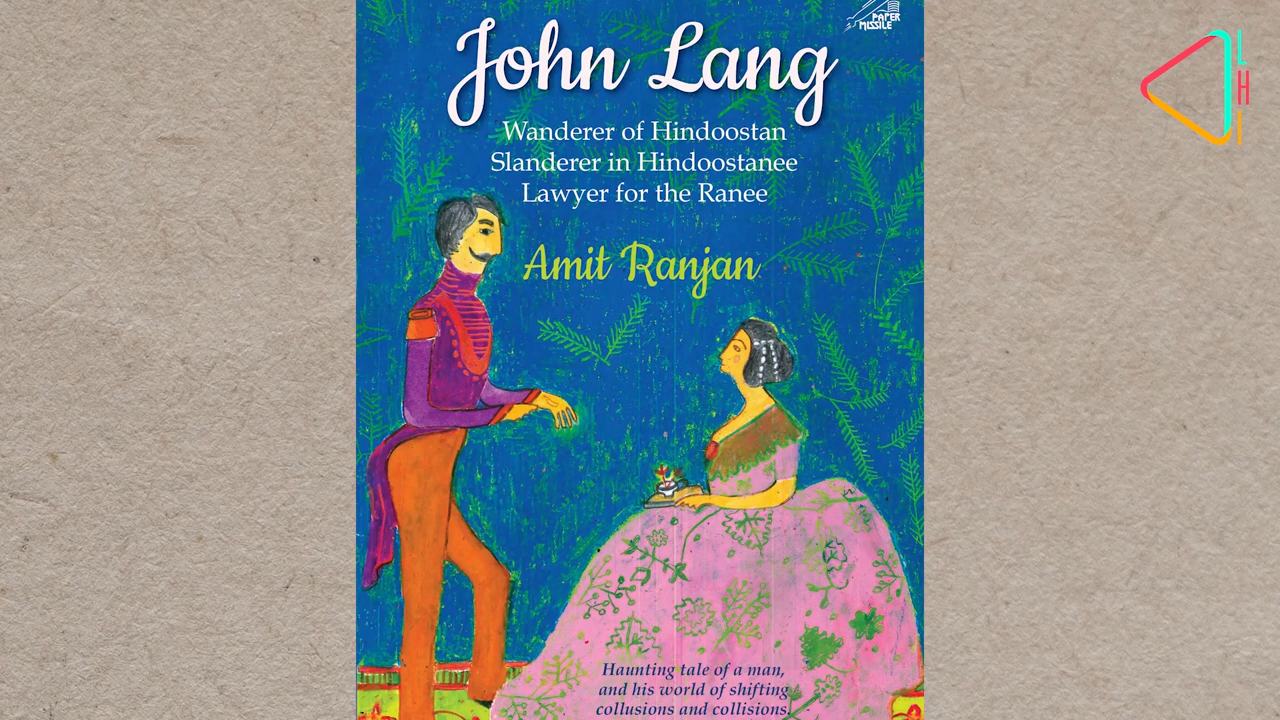 PAPER
MISSILE
John Lang
Wanderer of Hindoostan
Slanderer in Hindoostanee
Lawyer for the Ranee
Amit Ranjan
Haunting tale of a man,
and his world of shifting
collusions and collisions.
LHI